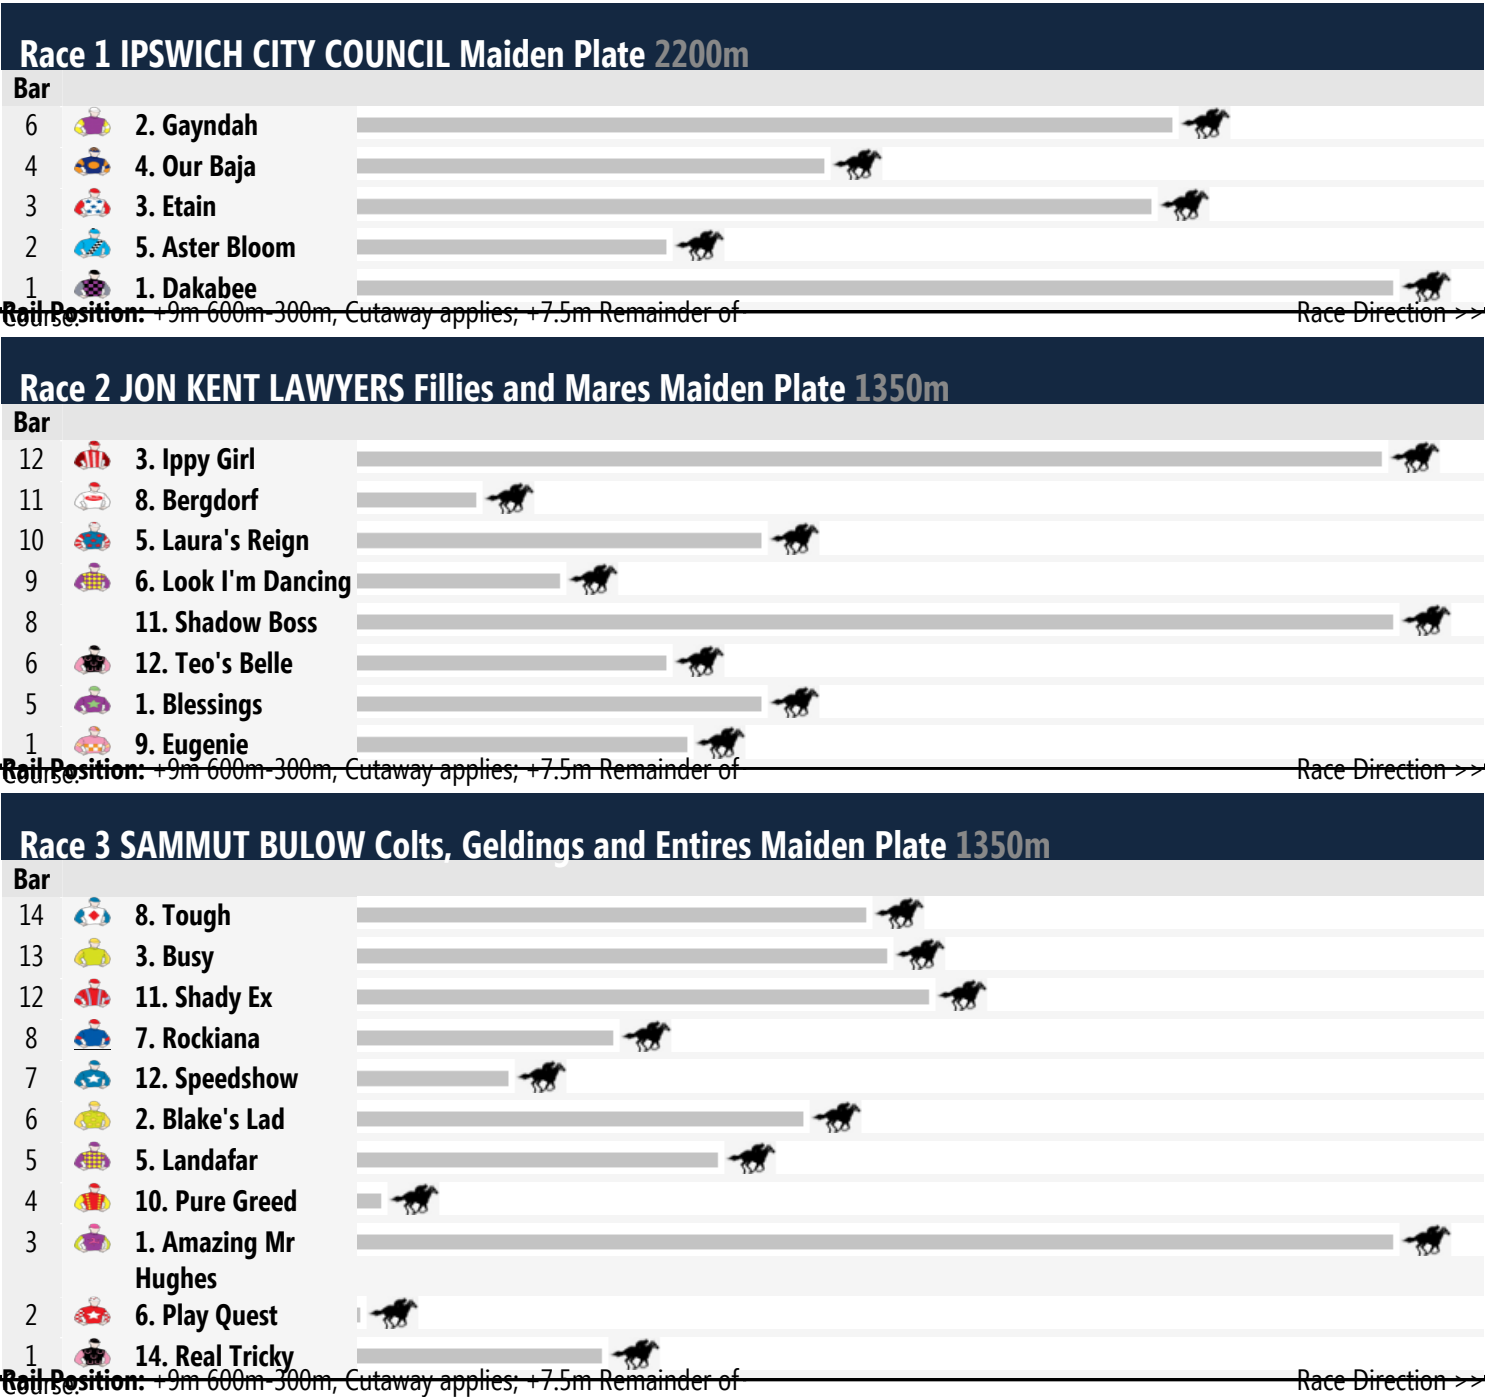 Race 1 IPSWICH CITY COUNCIL Maiden Plate 2200m
Bar
6 2. Gayndah
4 4. Our Baja
3 3. Etain
2 5. Aster Bloom
1 1. Dakabee
Rail Position: +9m 600m-300m, Cutaway applies; +7.5m Remainder of Race Direction >>
Course.
Race 2 JON KENT LAWYERS Fillies and Mares Maiden Plate 1350m
Bar
12 3. Ippy Girl
11 8. Bergdorf
10 5. Laura's Reign
9 6. Look I'm Dancing
8 11. Shadow Boss
6 12. Teo's Belle
5 1. Blessings
1 9. Eugenie
Rail Position: +9m 600m-300m, Cutaway applies; +7.5m Remainder of Race Direction >>
Course.
Race 3 SAMMUT BULOW Colts, Geldings and Entires Maiden Plate 1350m
Bar
14 8. Tough
13 3. Busy
12 11. Shady Ex
8 7. Rockiana
7 12. Speedshow
6 2. Blake's Lad
5 5. Landafar
4 10. Pure Greed
3 1. Amazing Mr
Hughes
2 6. Play Quest
1 14. Real Tricky
Rail Position: +9m 600m-300m, Cutaway applies; +7.5m Remainder of Race Direction >>
Course.